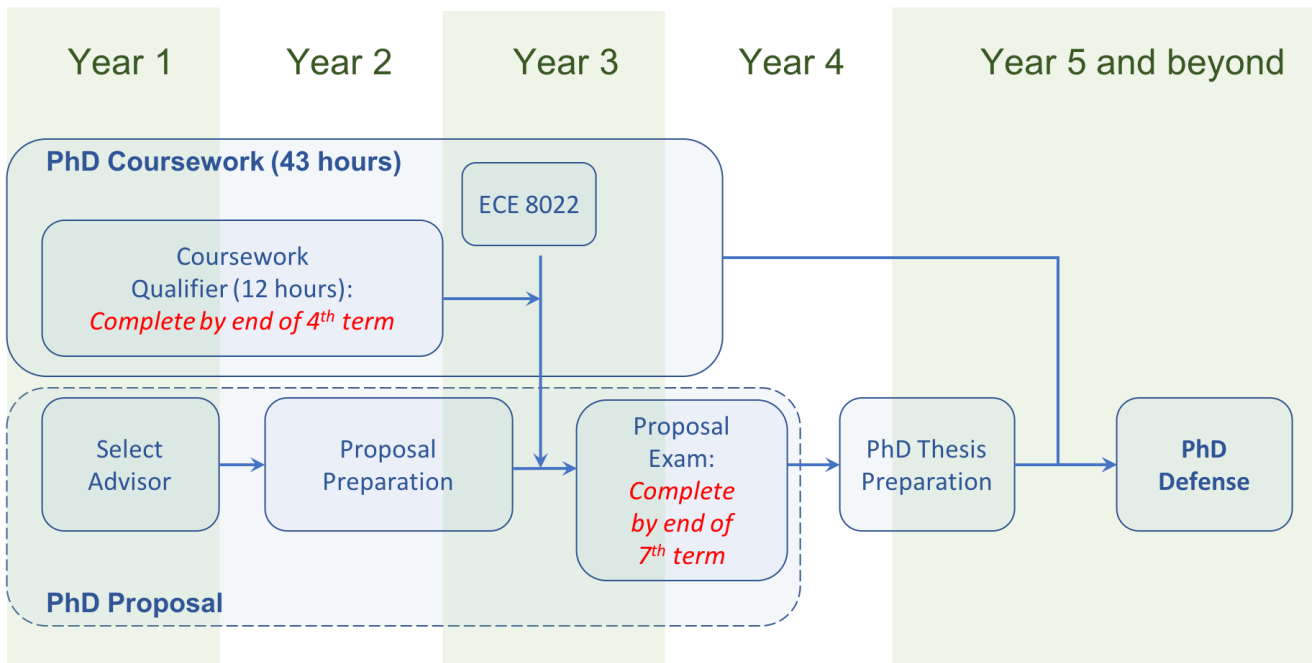 Year 1
Year 2
Year 3
Year 4
Year 5 and beyond
PhD Coursework (43 hours)
ECE 8022
Coursework
Qualifier (12 hours):
Complete by end of 4th term
Select
Advisor
Proposal
Preparation
Proposal
Exam:
Complete
by end of
7th term
PhD Thesis
Preparation
PhD
Defense
PhD Proposal